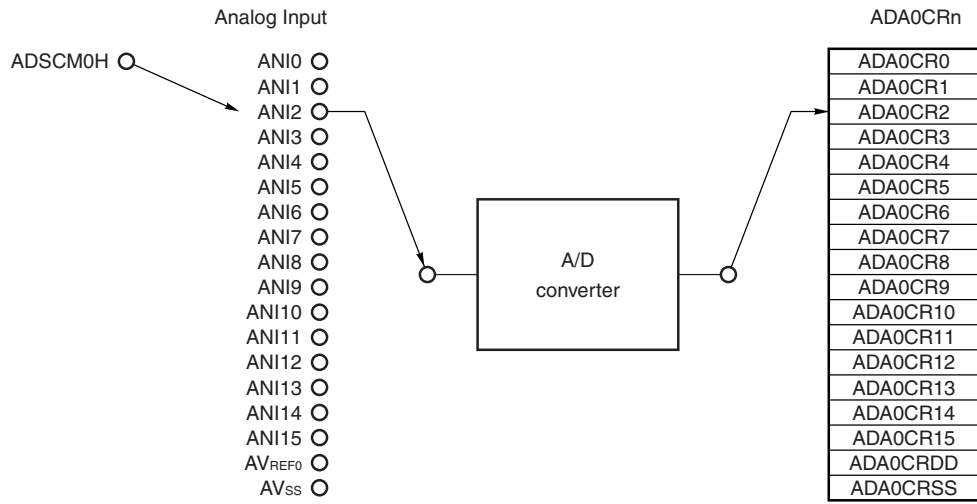 Analog Input
ADA0CRn
ADSCM0H
ANI0
ANI1
ANI2
ANI3
ANI4
ANI5
ANI6
ANI7
ANI8
ANI9
ANI10
ANI11
ANI12
ANI13
ANI14
ANI15
AVREF0
AVSS
A/D
converter
ADA0CR0
ADA0CR1
ADA0CR2
ADA0CR3
ADA0CR4
ADA0CR5
ADA0CR6
ADA0CR7
ADA0CR8
ADA0CR9
ADA0CR10
ADA0CR11
ADA0CR12
ADA0CR13
ADA0CR14
ADA0CR15
ADA0CRDD
ADA0CRSS